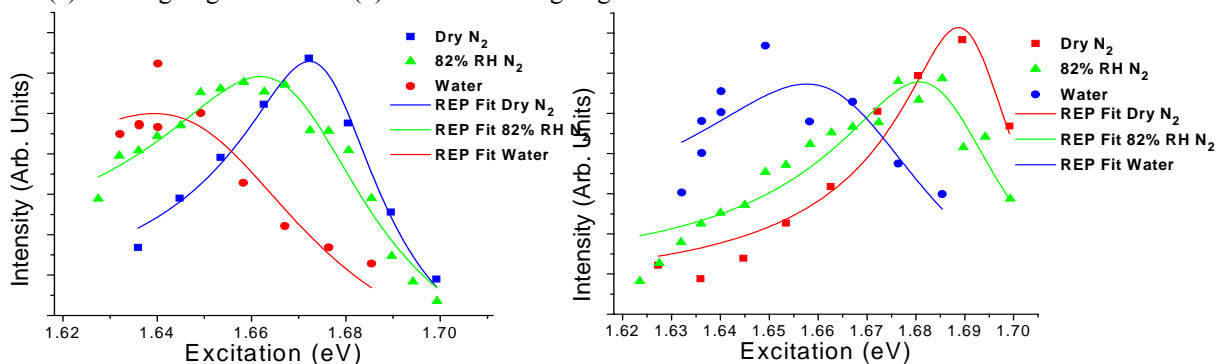 Dry N2
82% RH N2
Water
REP Fit Dry N2
REP Fit 82% RH N2
REP Fit Water
Intensity (Arb. Units)
1.62 1.64 1.66 1.68 1.70
Excitation (eV)
Dry N2
82% RH N2
Water
REP Fit Dry N2
REP Fit 82% RH N2
REP Fit Water
Intensity (Arb. Units)
1.62 1.63 1.64 1.65 1.66 1.67 1.68 1.69 1.70
Excitation (eV)